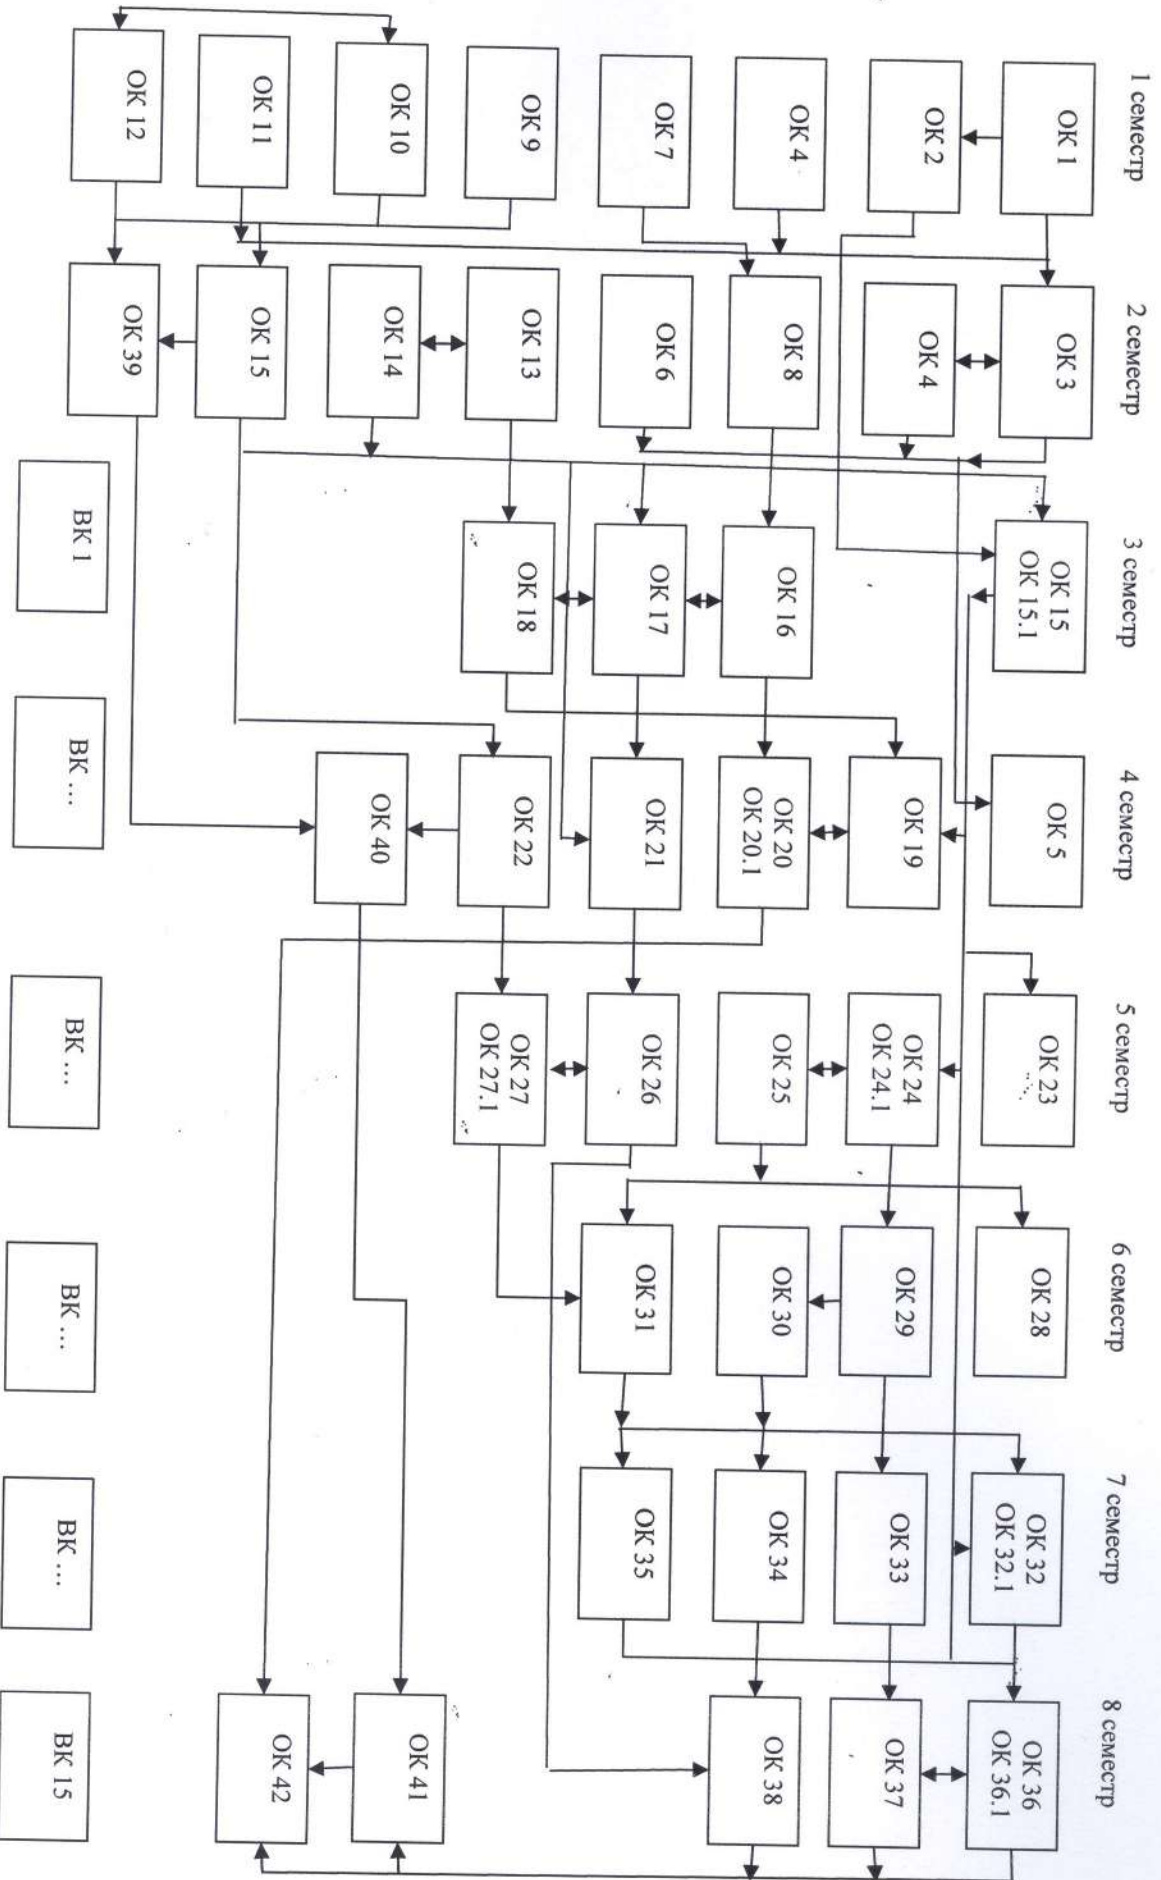 1 семестр
ОК 1
ОК 2
ОК 4
ОК 7
ОК 9
ОК 10
ОК 11
ОК 12
2 семестр
ОК 3
ОК 4
ОК 8
ОК 6
ОК 13
ОК 14
ОК 15
ОК 39
3 семестр
ОК 15
ОК 15.1
ОК 16
ОК 17
ОК 18
ВК 1
4 семестр
ОК 5
ОК 19
ОК 20
ОК 20.1
ОК 21
ОК 22
ОК 40
ВК ...
5 семестр
ОК 23
ОК 24
ОК 24.1
ОК 25
ОК 26
ОК 27
ОК 27.1
ВК ...
6 семестр
ОК 28
ОК 29
ОК 30
ОК 31
ВК ...
7 семестр
ОК 32
ОК 32.1
ОК 33
ОК 34
ОК 35
ВК ...
8 семестр
ОК 36
ОК 36.1
ОК 37
ОК 38
ОК 41
ОК 42
ВК 15